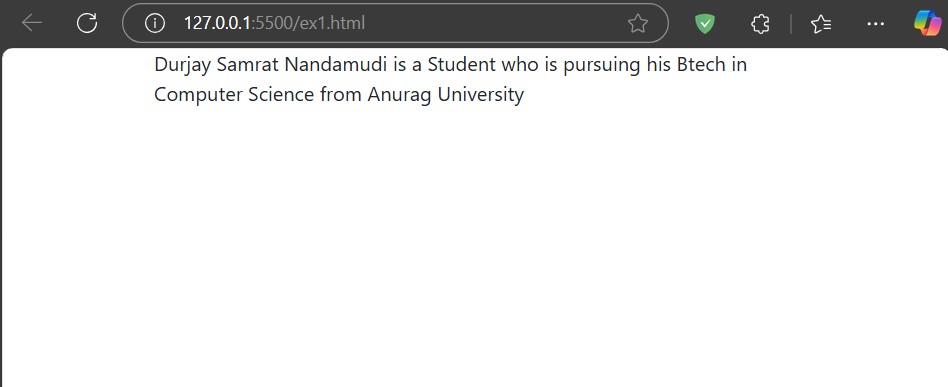 127.0.0.1:5500/ex1.html
Durjay Samrat Nandamudi is a Student who is pursuing his Btech in
Computer Science from Anurag University